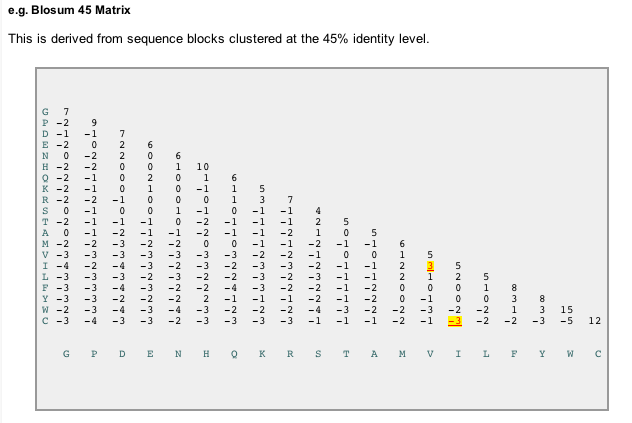 e.g. Blosum 45 Matrix
This is derived from sequence blocks clustered at the 45% identity level.
G 7
P -2 9
D -1 -1 7
E -2 0 2 6
N 0 -2 2 0 6
H -2 -2 0 0 1 10
Q -2 -1 0 2 0 1 6
K -2 -1 0 1 0 -1 1 5
R -2 -2 -1 0 0 0 1 3 7
S 0 -1 0 0 1 -1 0 -1 -1 4
T -2 -1 -1 -1 0 -2 -1 -1 -1 2 5
A 0 -1 -2 -1 -1 -2 -1 -1 -2 1 0 5
M -2 -2 -3 -2 -2 0 0 -1 -1 -2 -1 -1 6
V -3 -3 -3 -3 -3 -3 -3 -2 -2 -1 0 0 1 5
I -4 -2 -4 -3 -2 -3 -2 -3 -3 -2 -1 -1 2 3 5
L -3 -3 -3 -2 -3 -2 -2 -3 -2 -3 -1 -1 2 1 2 5
F -3 -3 -4 -3 -2 -2 -4 -3 -2 -2 -1 -2 0 0 0 1 8
Y -3 -3 -2 -2 -2 2 -1 -1 -1 -2 -1 -2 0 -1 0 0 3 8
W -2 -3 -4 -3 -4 -3 -2 -2 -2 -4 -3 -2 -2 -3 -2 -2 1 3 15
C -3 -4 -3 -3 -2 -3 -3 -3 -3 -1 -1 -1 -2 -1 -3 -2 -2 -3 -5 12
G P D E N H Q K R S T A M V I L F Y W C